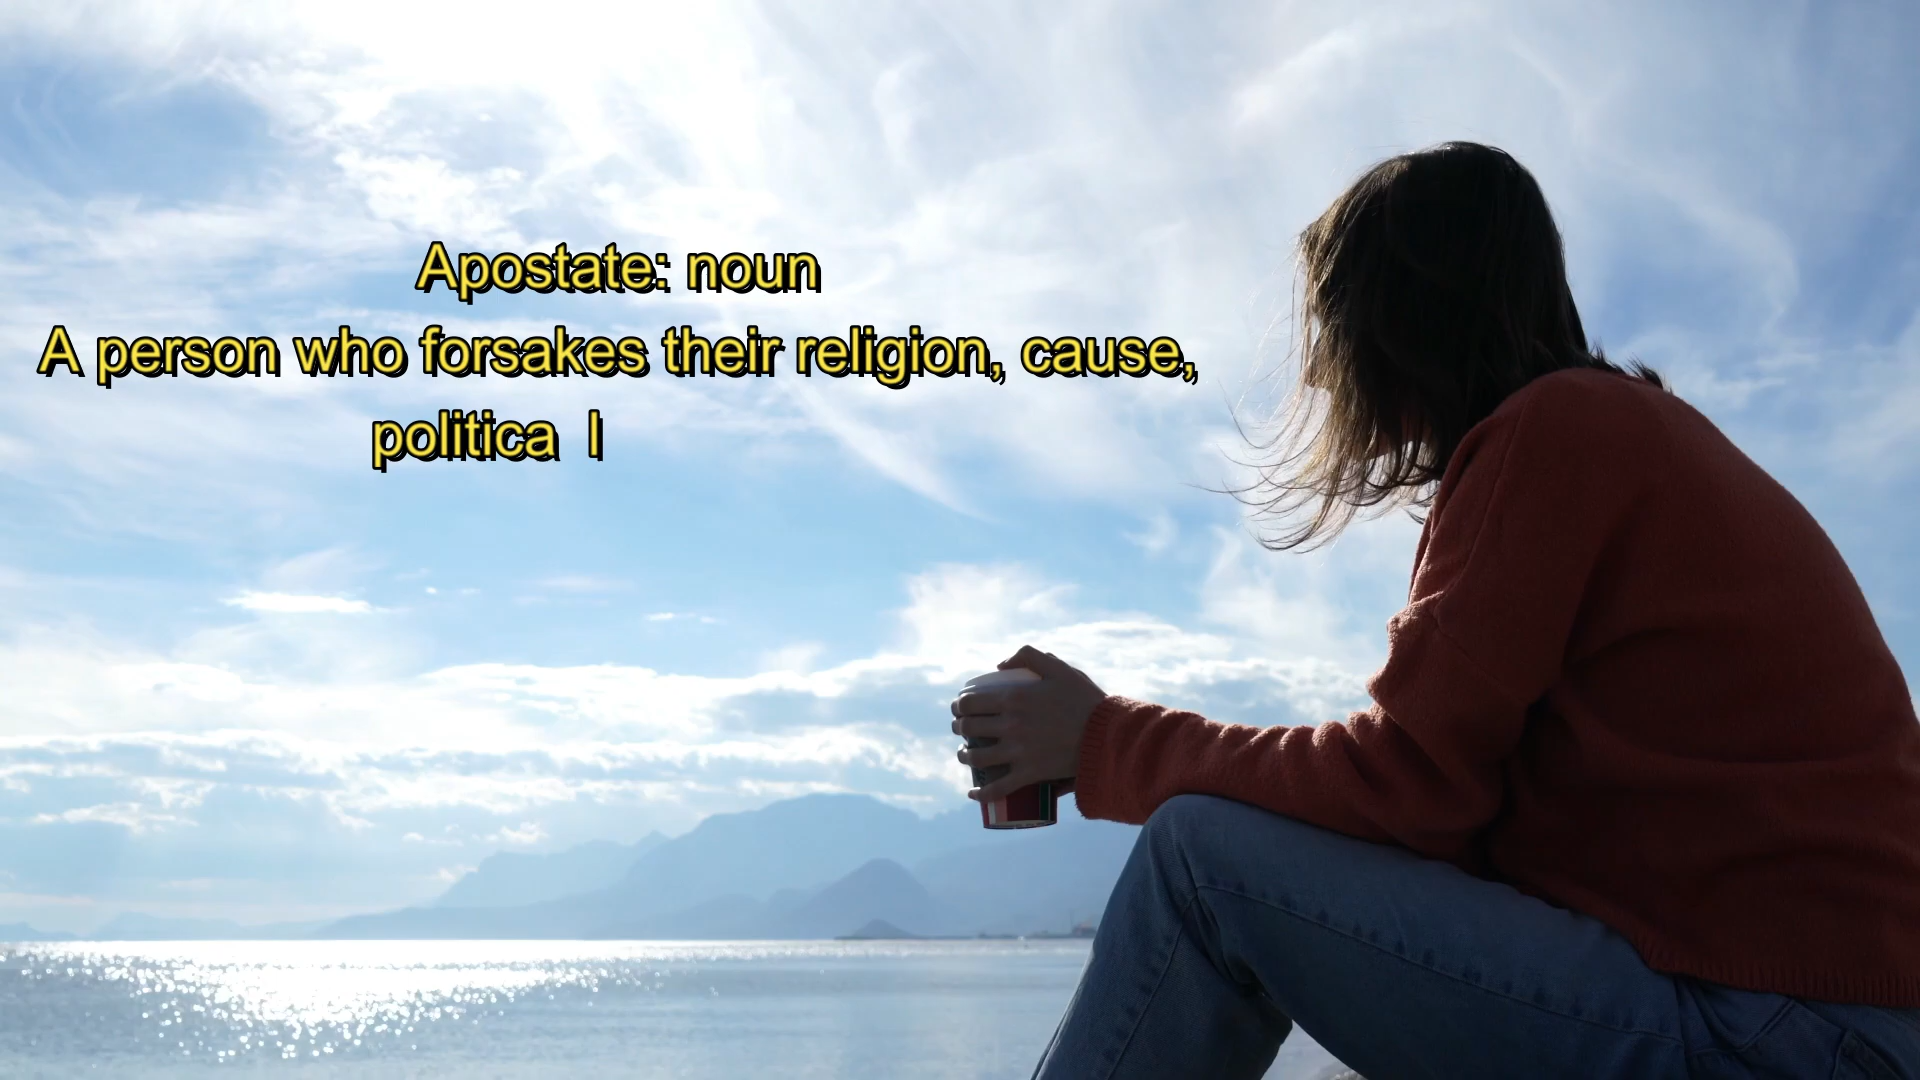 Apostate: noun
A person who forsakes their religion, cause,
politica l